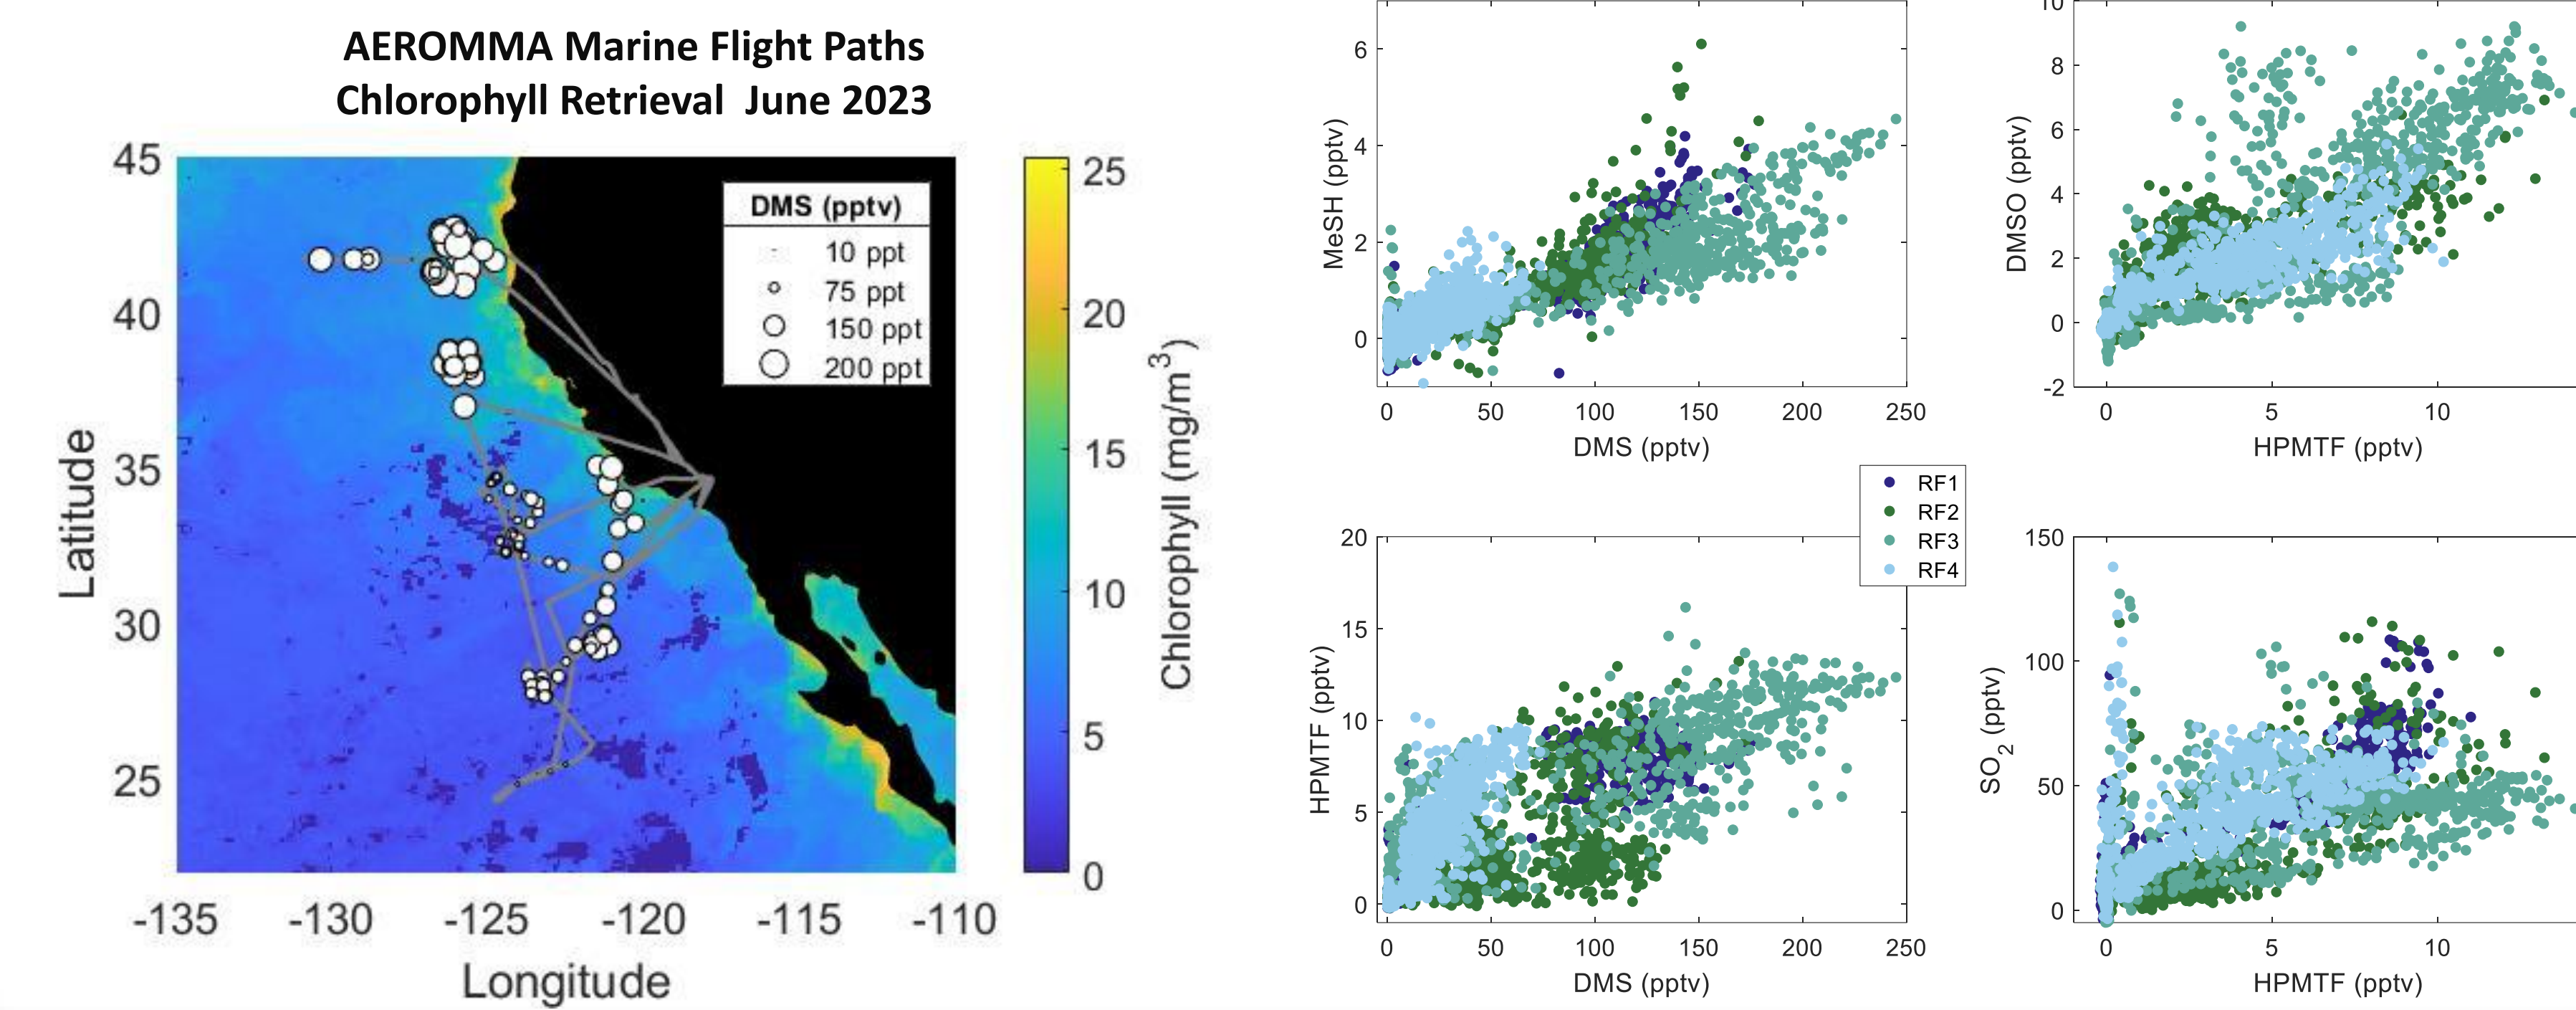 AEROMMA Marine Flight Paths
Chlorophyll Retrieval June 2023
45
40
35
30
25
Latitude
-135 -130 -125 -120 -115 -110
Longitude
DMS (pptv)
10 ppt
75 ppt
150 ppt
200 ppt
25
20
15
10
5
0
Chlorophyll (mg/m³)
6
4
2
0
MeSH (pptv)
0 50 100 150 200 250
DMS (pptv)
10
8
6
4
2
0
-2
DMSO (pptv)
0 5 10
HPMTF (pptv)
RF1
RF2
RF3
RF4
20
15
10
5
0
HPMTF (pptv)
0 50 100 150 200 250
DMS (pptv)
150
100
50
0
SO₂ (pptv)
0 5 10
HPMTF (pptv)